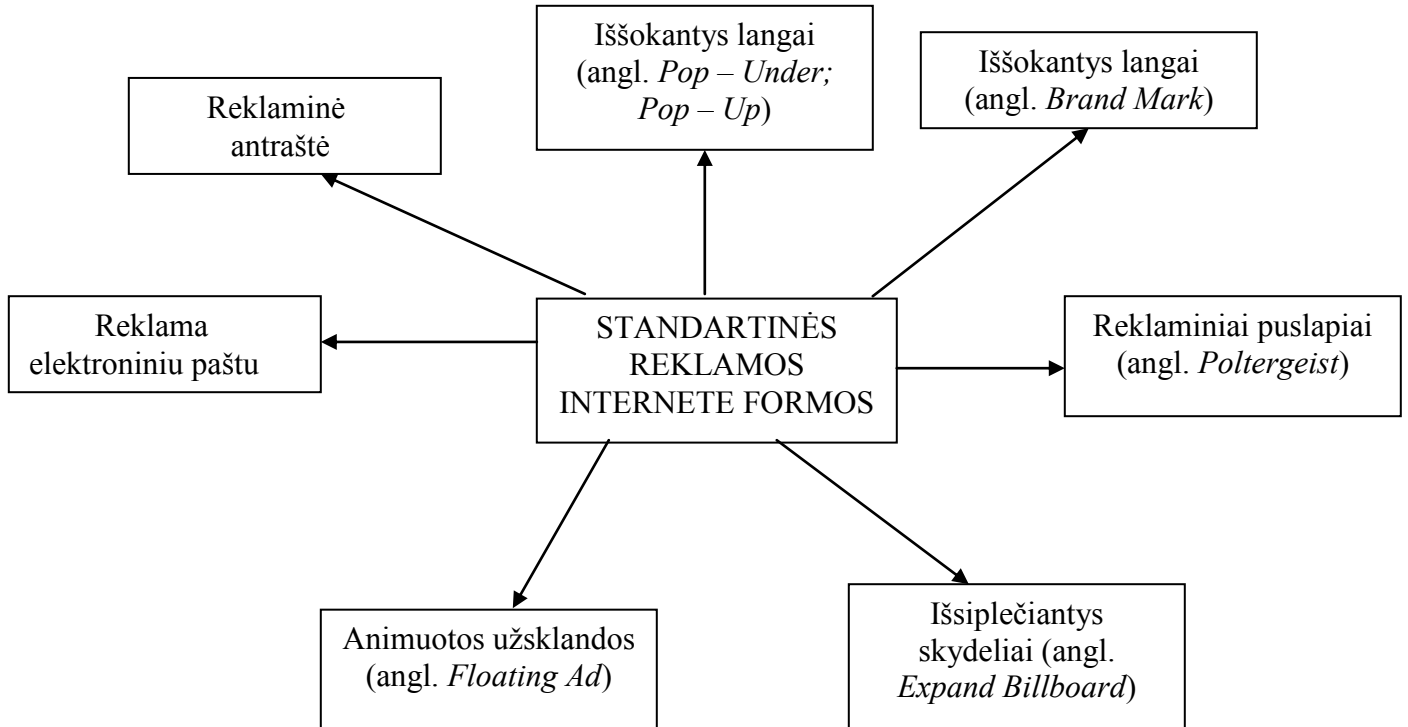 Iššokantys langai
(angl. Pop – Under;
Pop – Up)
Iššokantys langai
(angl. Brand Mark)
Reklaminė
antraštė
Reklama
elektroniniu paštu
STANDARTINĖS
REKLAMOS
INTERNETE FORMOS
Reklaminiai puslapiai
(angl. Poltergeist)
Animuotos užsklandos
(angl. Floating Ad)
Išsiplečiantys
skydeliai (angl.
Expand Billboard)